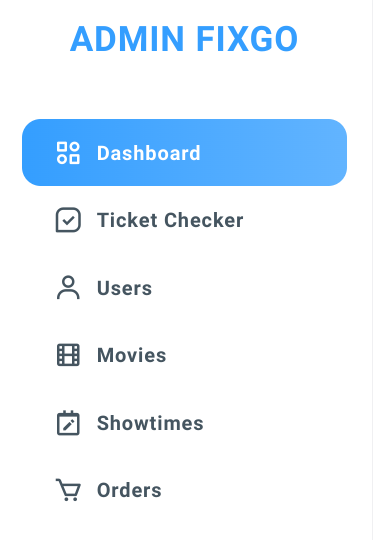 ADMIN FIXGO
Dashboard
Ticket Checker
Users
Movies
Showtimes
Orders